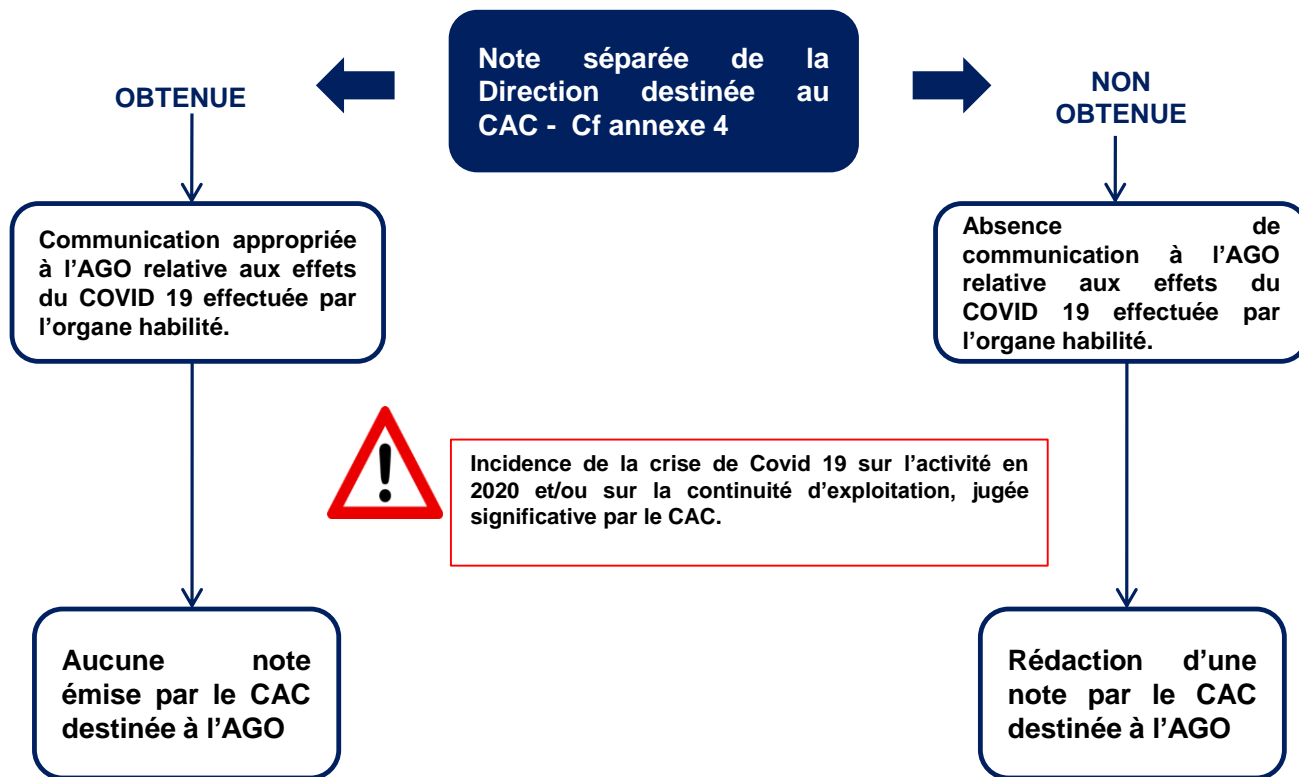 Note séparée de la
Direction destinée au
CAC - Cf annexe 4
OBTENUE
NON
OBTENUE
Communication appropriée
à l’AGO relative aux effets
du COVID 19 effectuée par
l’organe habilité.
Absence de
communication à l’AGO
relative aux effets du
COVID 19 effectuée par
l’organe habilité.
Incidence de la crise de Covid 19 sur l’activité en
2020 et/ou sur la continuité d’exploitation, jugée
significative par le CAC.
Aucune note
émise par le CAC
destinée à l’AGO
Rédaction d’une
note par le CAC
destinée à l’AGO